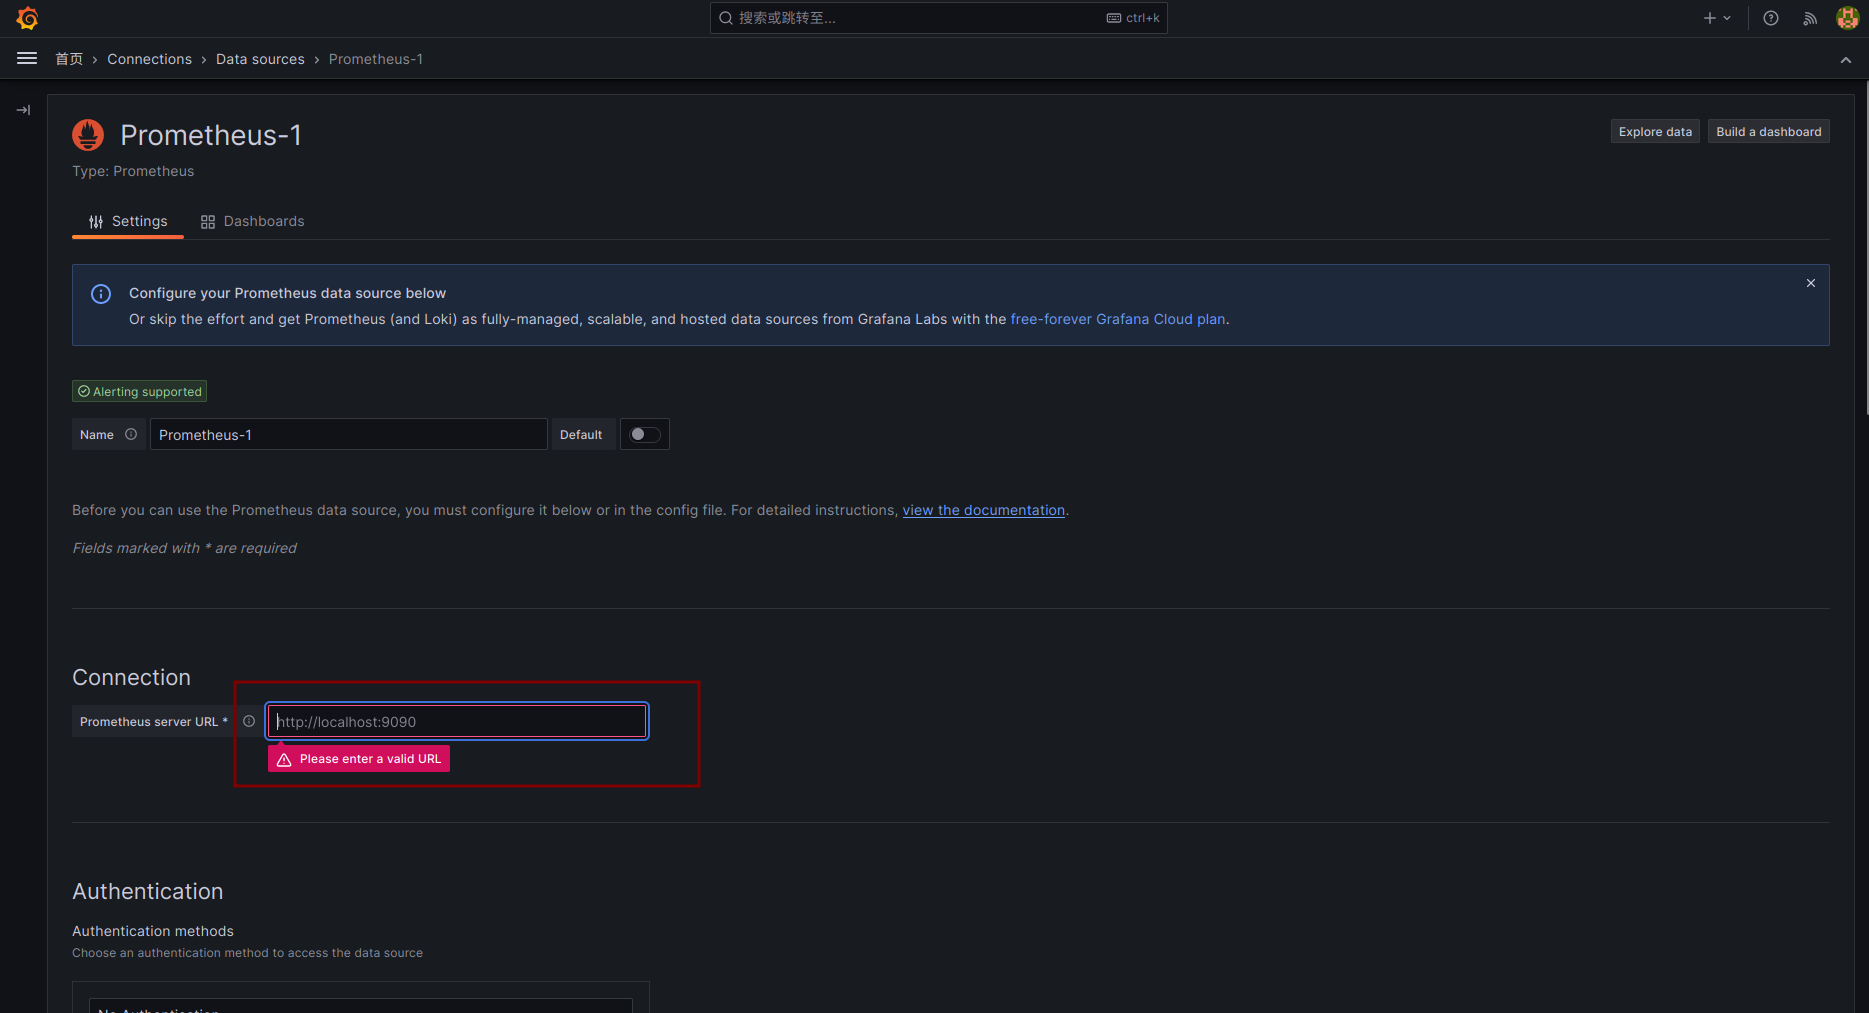 搜索或跳转至... ctrl+k
首页 › Connections › Data sources › Prometheus-1
Prometheus-1
Explore data Build a dashboard
Type: Prometheus
Settings Dashboards
Configure your Prometheus data source below
Or skip the effort and get Prometheus (and Loki) as fully-managed, scalable, and hosted data sources from Grafana Labs with the free-forever Grafana Cloud plan.
Alerting supported
Name Prometheus-1 Default
Before you can use the Prometheus data source, you must configure it below or in the config file. For detailed instructions, view the documentation.
Fields marked with * are required
Connection
Prometheus server URL * http://localhost:9090
Please enter a valid URL
Authentication
Authentication methods
Choose an authentication method to access the data source
No Authentication